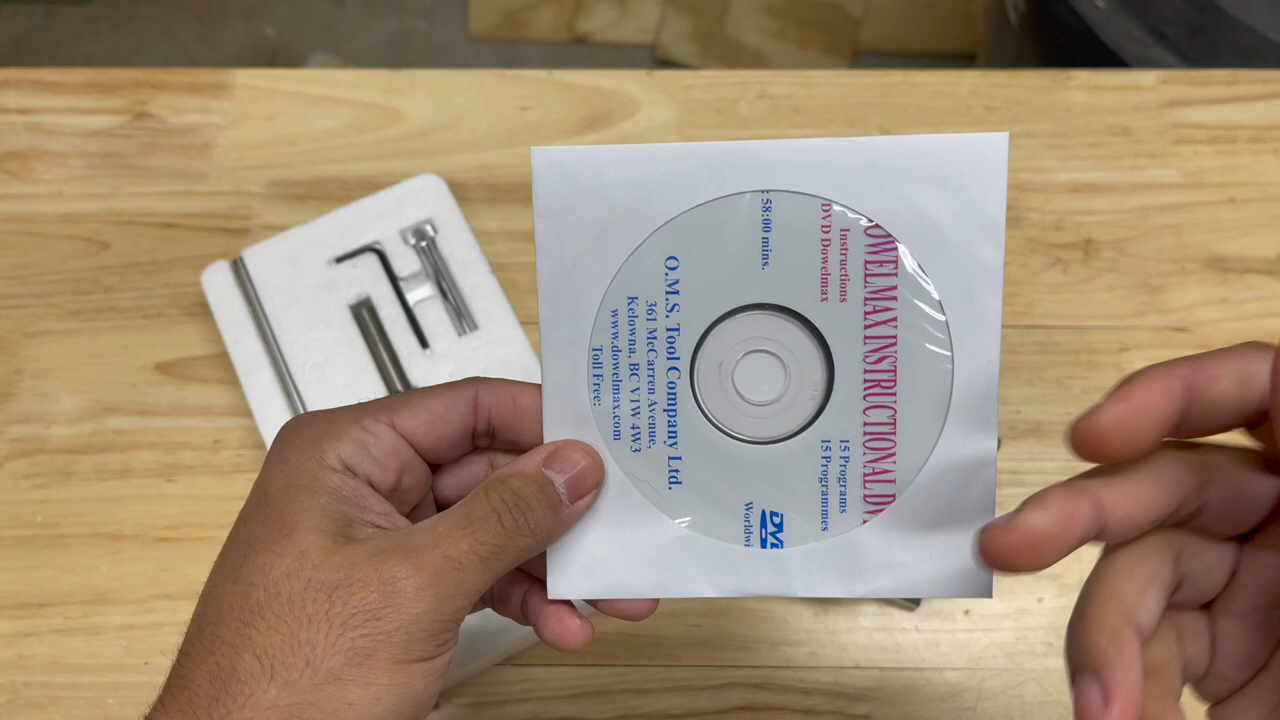 DOWELMAX INSTRUCTIONAL DV
Instructions
DVD Dowelmax
15 Programs
15 Programmes
: 58:00 mins.
DVD
Worldwi
O.M.S. Tool Company Ltd.
361 McCarren Avenue,
Kelowna, BC V1W 4W3
www.dowelmax.com
Toll Free: